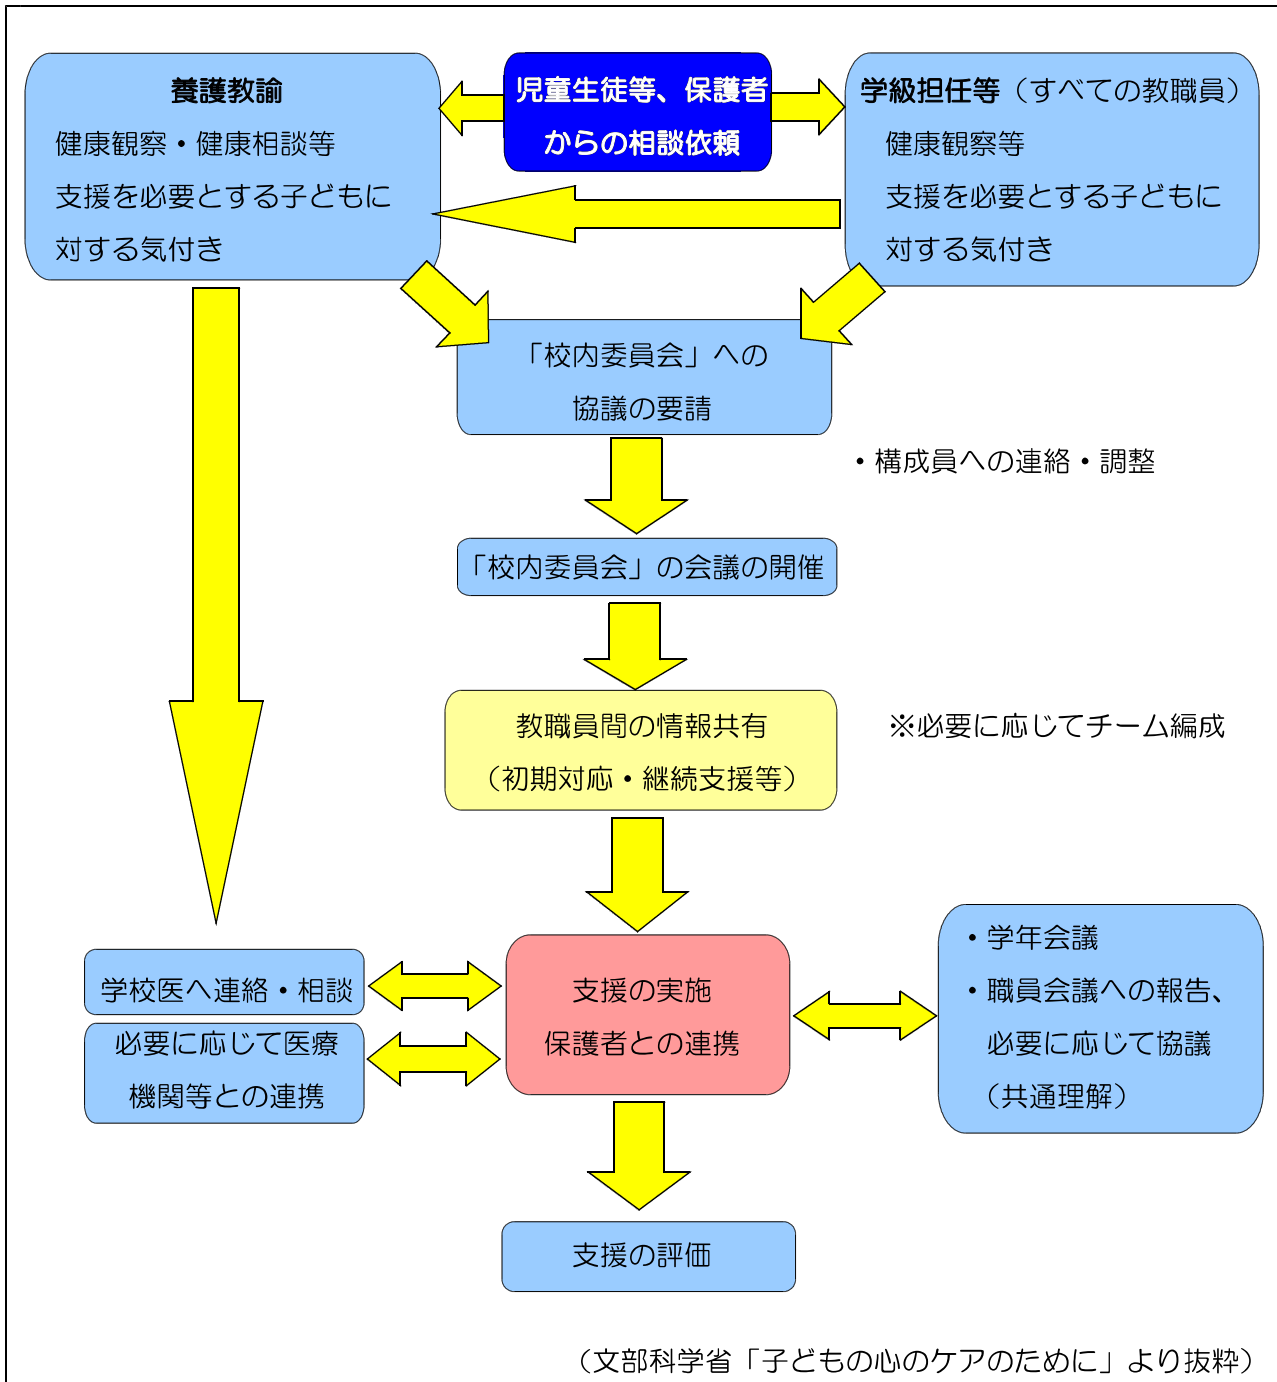 養護教諭
健康観察・健康相談等
支援を必要とする子どもに
対する気付き
児童生徒等、保護者
からの相談依頼
学級担任等（すべての教職員）
健康観察等
支援を必要とする子どもに
対する気付き
「校内委員会」への
協議の要請
・構成員への連絡・調整
「校内委員会」の会議の開催
教職員間の情報共有
（初期対応・継続支援等）
※必要に応じてチーム編成
学校医へ連絡・相談
必要に応じて医療
機関等との連携
支援の実施
保護者との連携
・学年会議
・職員会議への報告、
必要に応じて協議
（共通理解）
支援の評価
（文部科学省「子どもの心のケアのために」より抜粋）